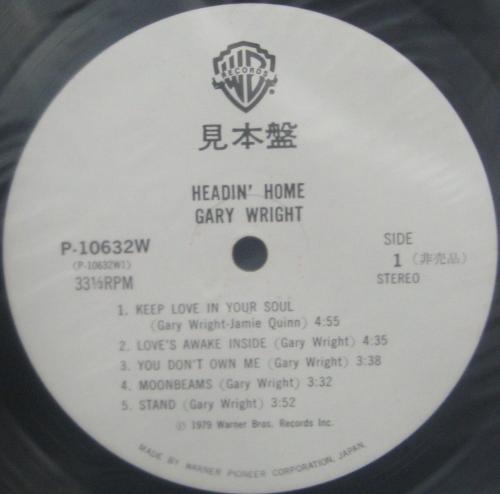 RECORDS
見本盤
HEADIN' HOME
GARY WRIGHT
P-10632W
(P-10632W1)
33⅓RPM
SIDE
1 (非売品)
STEREO
1. KEEP LOVE IN YOUR SOUL
(Gary Wright-Jamie Quinn) 4:55
2. LOVE'S AWAKE INSIDE (Gary Wright) 4:35
3. YOU DON'T OWN ME (Gary Wright) 3:38
4. MOONBEAMS (Gary Wright) 3:32
5. STAND (Gary Wright) 3:52
Ⓟ 1979 Warner Bros. Records Inc.
MADE BY WARNER PIONEER CORPORATION, JAPAN.